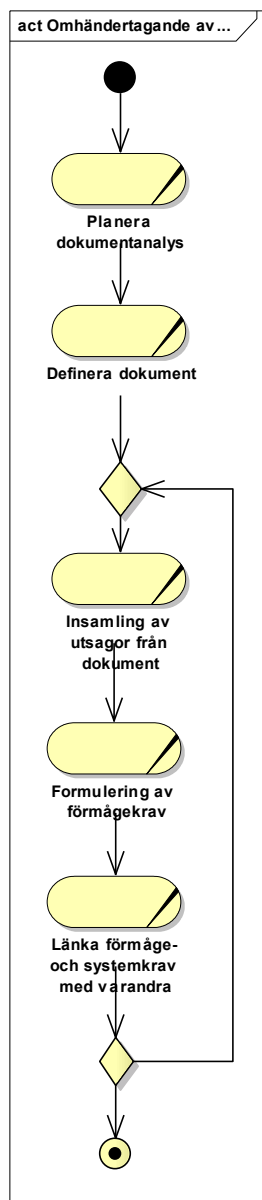 act Omhändertagande av...
Planera
dokumentanalys
Definera dokument
Insamling av
utsagor från
dokument
Formulering av
förmågekrav
Länka förmåge-
och systemkrav
med varandra